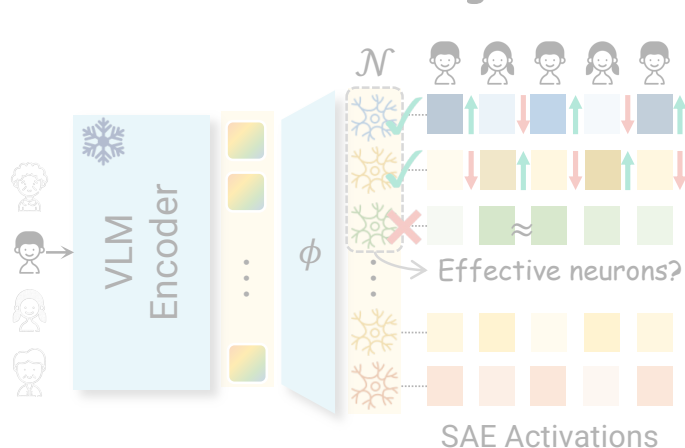 𝒩
VLM
Encoder
ϕ
≈
Effective neurons?
SAE Activations